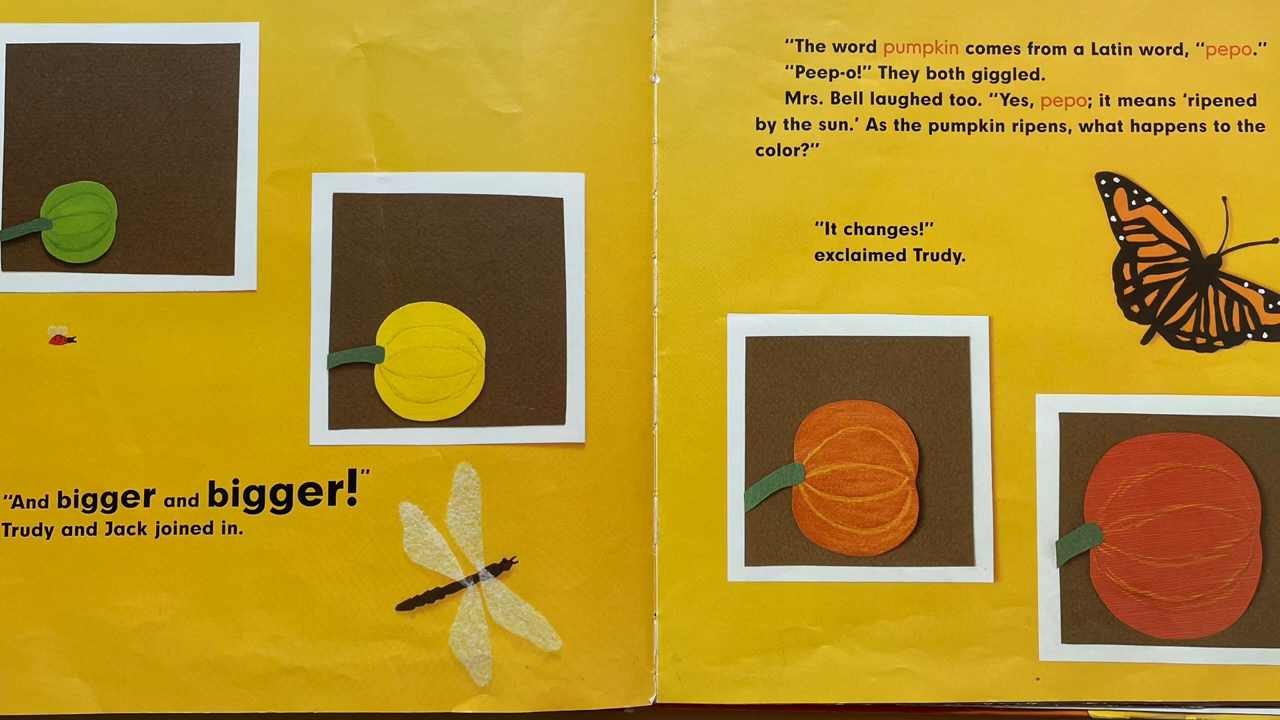 "And bigger and bigger!"
Trudy and Jack joined in.
"The word pumpkin comes from a Latin word, "pepo."
"Peep-o!" They both giggled.
Mrs. Bell laughed too. "Yes, pepo; it means 'ripened
by the sun.' As the pumpkin ripens, what happens to the
color?"
"It changes!"
exclaimed Trudy.